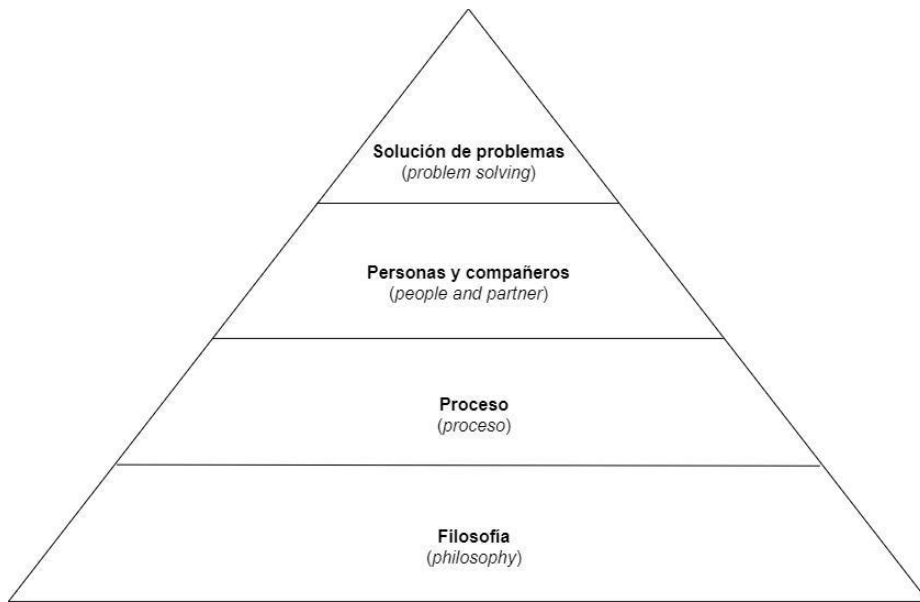 Solución de problemas
(problem solving)
Personas y compañeros
(people and partner)
Proceso
(proceso)
Filosofía
(philosophy)